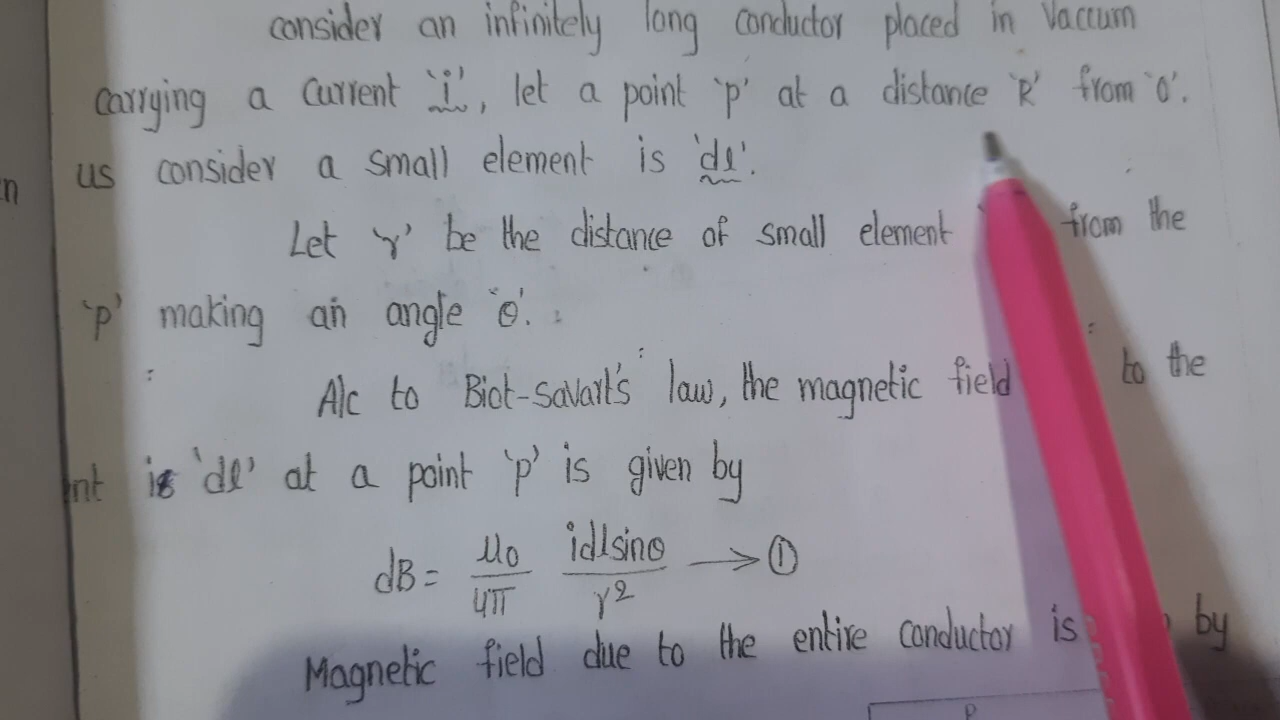 consider an infinitely long conductor placed in Vaccum
carrying a current 'i', let a point 'p' at a distance 'R' from 'o'.
us consider a small element is 'dl'.
Let 'r' be the distance of small element from the
'p' making an angle 'θ'.
A/c to Biot-savart's law, the magnetic field to the
nt is 'dl' at a point 'p' is given by
dB = μ0/4π idlsinθ/r² → ①
Magnetic field due to the entire conductor is by
P
n